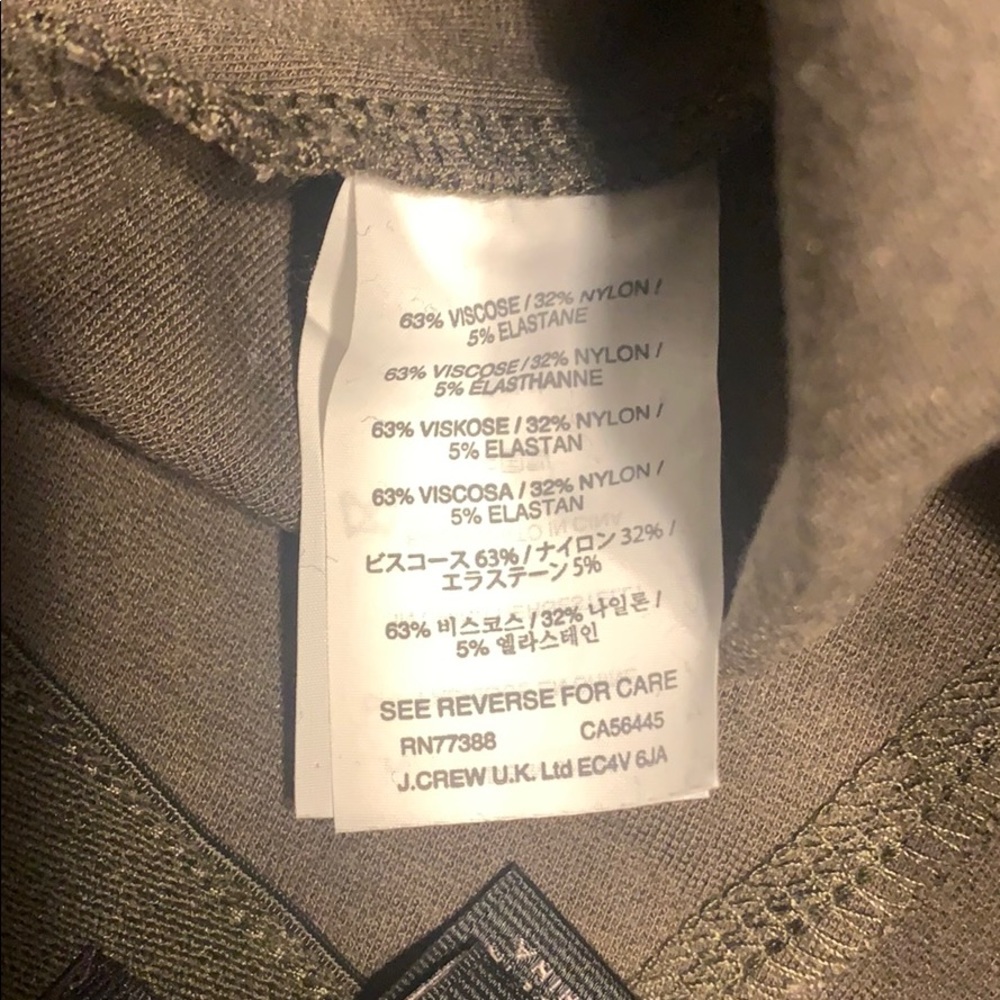 63% VISCOSE / 32% NYLON /
5% ELASTANE
63% VISCOSE / 32% NYLON /
5% ELASTHANNE
63% VISKOSE / 32% NYLON /
5% ELASTAN
63% VISCOSA / 32% NYLON /
5% ELASTAN
ビスコース 63% / ナイロン 32% /
エラステーン 5%
63% 비스코스 / 32% 나일론 /
5% 엘라스테인
SEE REVERSE FOR CARE
RN77388 CA56445
J.CREW U.K. Ltd EC4V 6JA